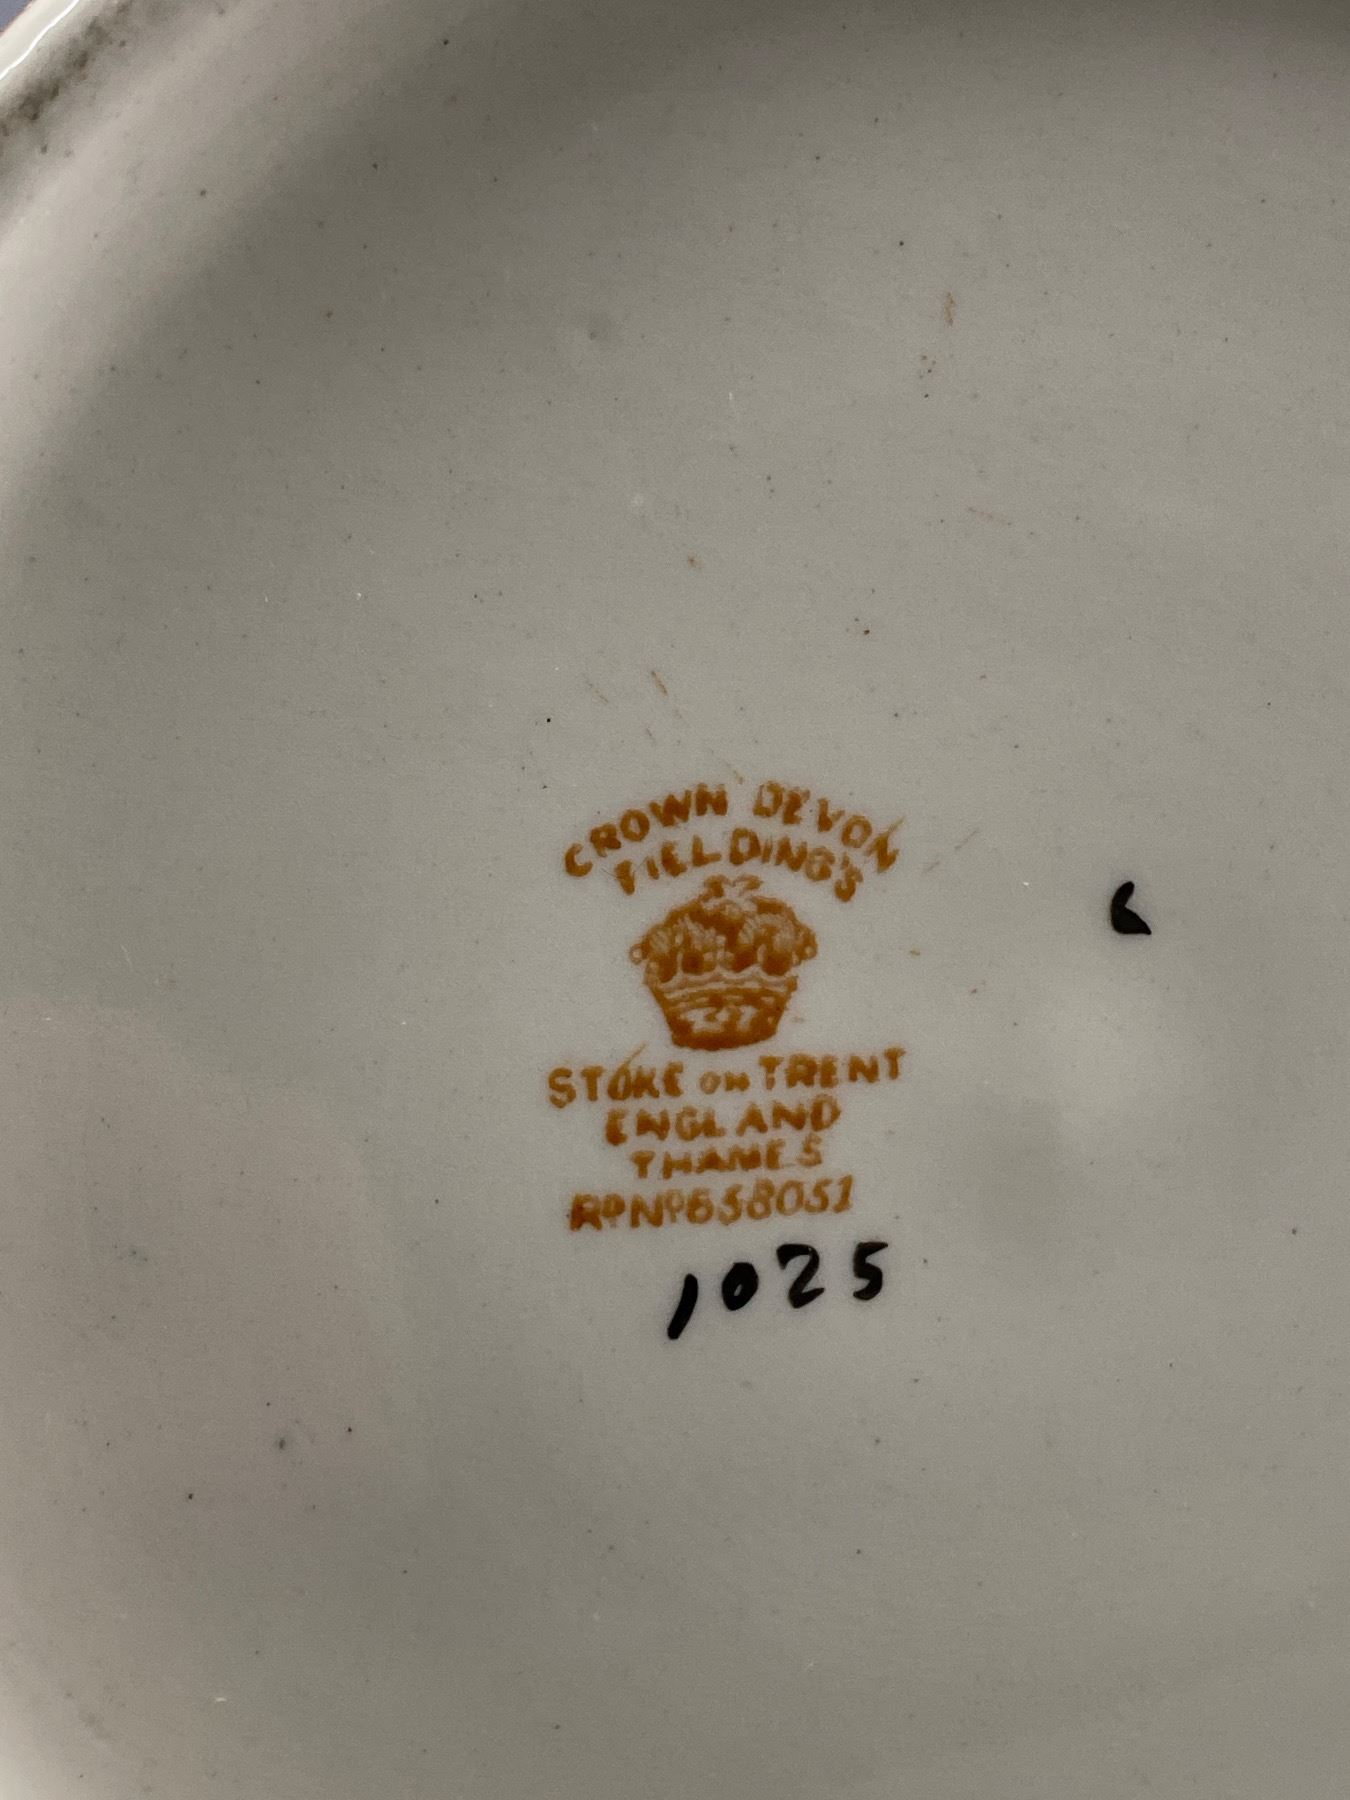 CROWN DEVON
FIELDING'S
STOKE ON TRENT
ENGLAND
THAMES
RD NO 658051
1025